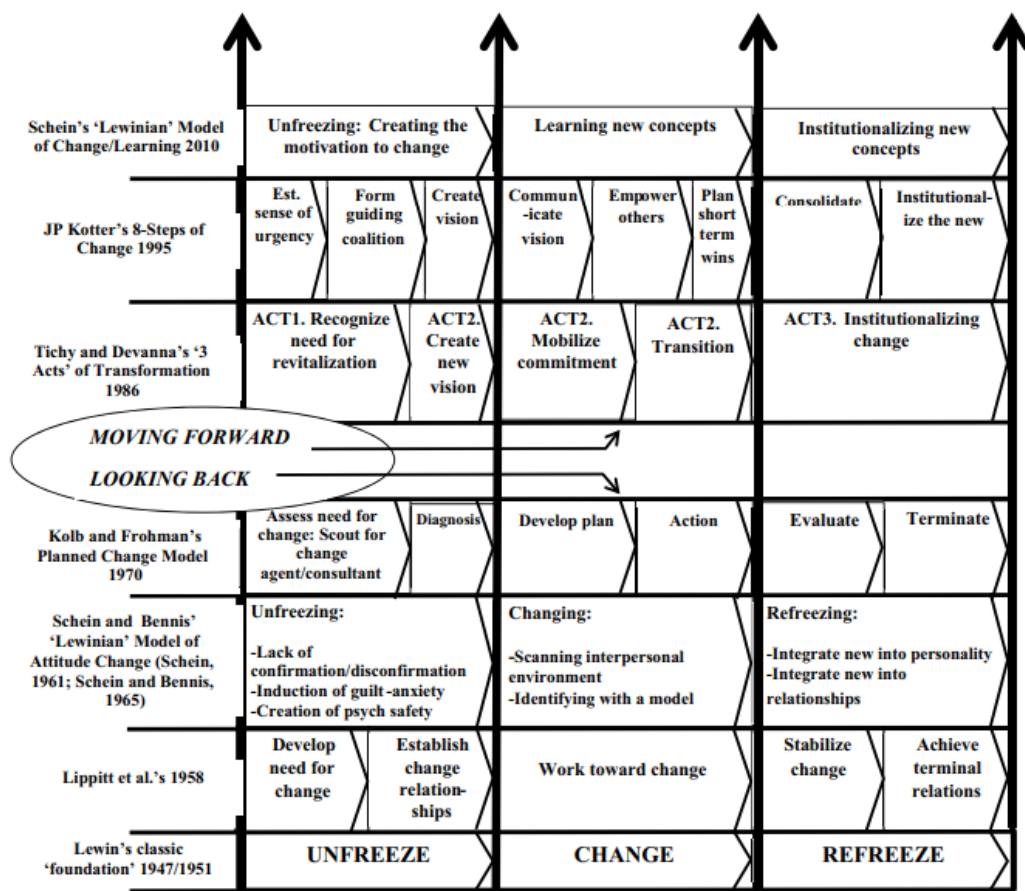 Schein's 'Lewinian' Model
of Change/Learning 2010
Unfreezing: Creating the
motivation to change
Learning new concepts
Institutionalizing new
concepts
JP Kotter's 8-Steps of
Change 1995
Est.
sense of
urgency
Form
guiding
coalition
Create
vision
Commun-
-icate
vision
Empower
others
Plan
short
term
wins
Consolidate
Institutional-
ize the new
Tichy and Devanna's '3
Acts' of Transformation
1986
ACT1. Recognize
need for
revitalization
ACT2.
Create
new
vision
ACT2.
Mobilize
commitment
ACT2.
Transition
ACT3. Institutionalizing
change
MOVING FORWARD
LOOKING BACK
Kolb and Frohman's
Planned Change Model
1970
Assess need for
change: Scout for
change
agent/consultant
Diagnosis
Develop plan
Action
Evaluate
Terminate
Schein and Bennis'
'Lewinian' Model of
Attitude Change (Schein,
1961; Schein and Bennis,
1965)
Unfreezing:
-Lack of
confirmation/disconfirmation
-Induction of guilt-anxiety
-Creation of psych safety
Changing:
-Scanning interpersonal
environment
-Identifying with a model
Refreezing:
-Integrate new into personality
-Integrate new into
relationships
Lippitt et al.'s 1958
Develop
need for
change
Establish
change
relation-
ships
Work toward change
Stabilize
change
Achieve
terminal
relations
Lewin's classic
'foundation' 1947/1951
UNFREEZE
CHANGE
REFREEZE